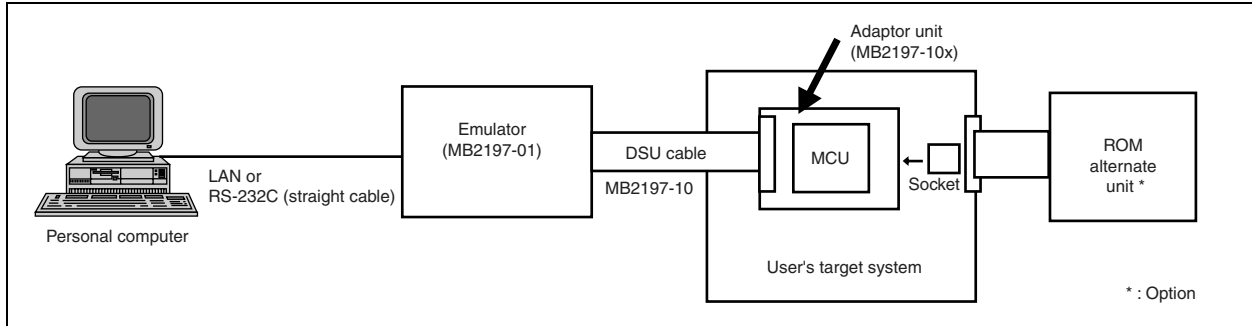 Adaptor unit
(MB2197-10x)
Emulator
(MB2197-01)
DSU cable
MB2197-10
MCU
Socket
ROM
alternate
unit *
LAN or
RS-232C (straight cable)
Personal computer
User's target system
* : Option